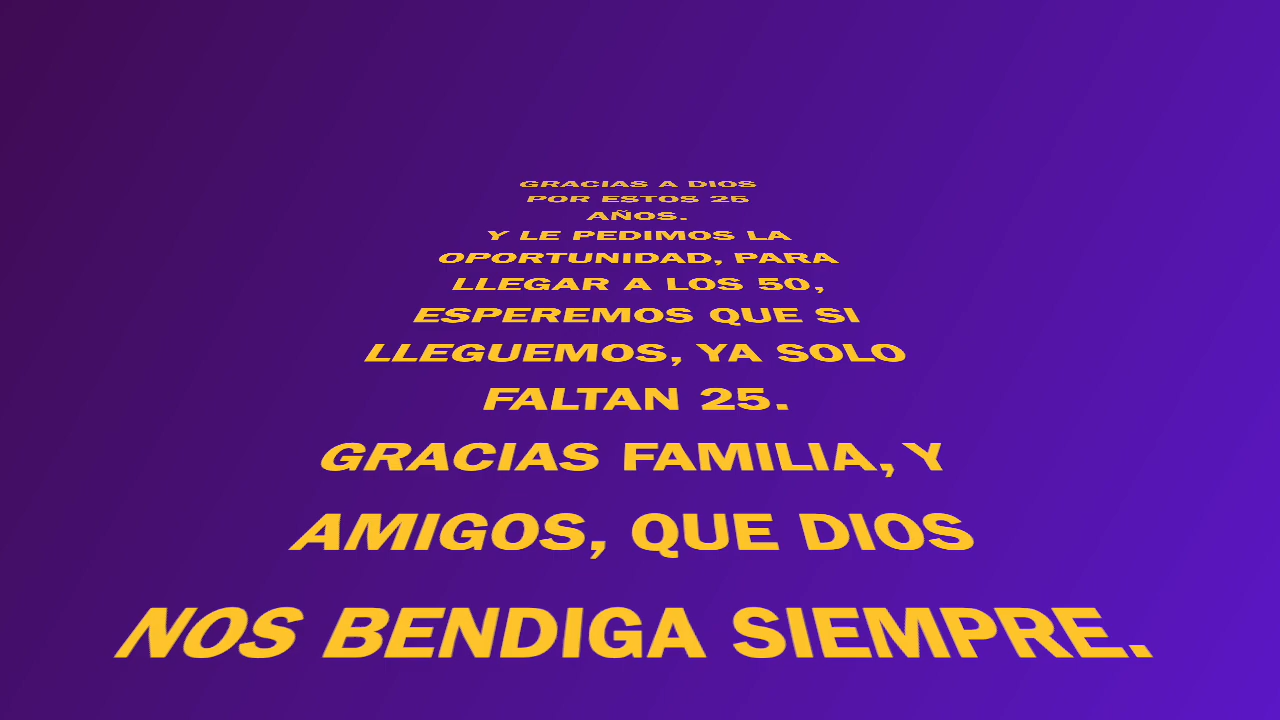 GRACIAS A DIOS
POR ESTOS 25
AÑOS.
Y LE PEDIMOS LA
OPORTUNIDAD, PARA
LLEGAR A LOS 50,
ESPEREMOS QUE SI
LLEGUEMOS, YA SOLO
FALTAN 25.
GRACIAS FAMILIA, Y
AMIGOS, QUE DIOS
NOS BENDIGA SIEMPRE.